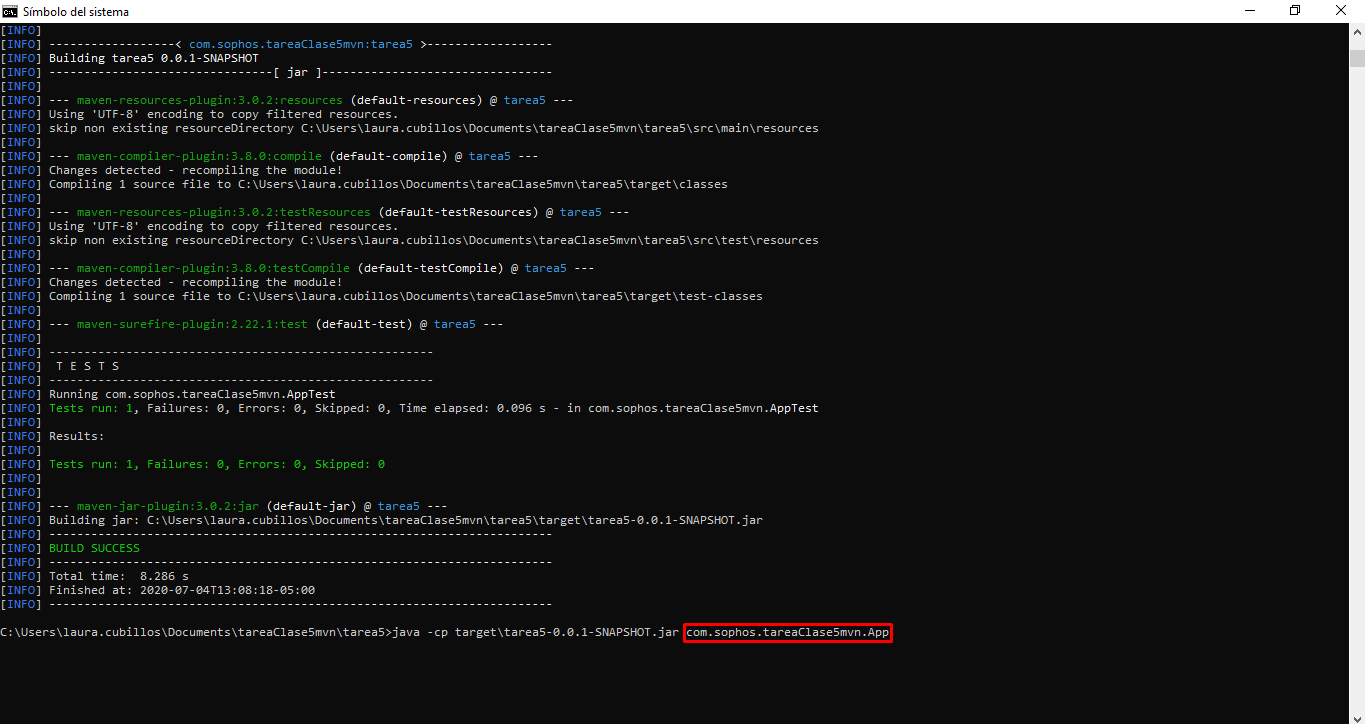 Símbolo del sistema
[INFO]
[INFO] ------------------< com.sophos.tareaClase5mvn:tarea5 >------------------
[INFO] Building tarea5 0.0.1-SNAPSHOT
[INFO] --------------------------------[ jar ]---------------------------------
[INFO]
[INFO] --- maven-resources-plugin:3.0.2:resources (default-resources) @ tarea5 ---
[INFO] Using 'UTF-8' encoding to copy filtered resources.
[INFO] skip non existing resourceDirectory C:\Users\laura.cubillos\Documents\tareaClase5mvn\tarea5\src\main\resources
[INFO]
[INFO] --- maven-compiler-plugin:3.8.0:compile (default-compile) @ tarea5 ---
[INFO] Changes detected - recompiling the module!
[INFO] Compiling 1 source file to C:\Users\laura.cubillos\Documents\tareaClase5mvn\tarea5\target\classes
[INFO]
[INFO] --- maven-resources-plugin:3.0.2:testResources (default-testResources) @ tarea5 ---
[INFO] Using 'UTF-8' encoding to copy filtered resources.
[INFO] skip non existing resourceDirectory C:\Users\laura.cubillos\Documents\tareaClase5mvn\tarea5\src\test\resources
[INFO]
[INFO] --- maven-compiler-plugin:3.8.0:testCompile (default-testCompile) @ tarea5 ---
[INFO] Changes detected - recompiling the module!
[INFO] Compiling 1 source file to C:\Users\laura.cubillos\Documents\tareaClase5mvn\tarea5\target\test-classes
[INFO]
[INFO] --- maven-surefire-plugin:2.22.1:test (default-test) @ tarea5 ---
[INFO]
[INFO] -------------------------------------------------------
[INFO]  T E S T S
[INFO] -------------------------------------------------------
[INFO] Running com.sophos.tareaClase5mvn.AppTest
[INFO] Tests run: 1, Failures: 0, Errors: 0, Skipped: 0, Time elapsed: 0.096 s - in com.sophos.tareaClase5mvn.AppTest
[INFO]
[INFO] Results:
[INFO]
[INFO] Tests run: 1, Failures: 0, Errors: 0, Skipped: 0
[INFO]
[INFO]
[INFO] --- maven-jar-plugin:3.0.2:jar (default-jar) @ tarea5 ---
[INFO] Building jar: C:\Users\laura.cubillos\Documents\tareaClase5mvn\tarea5\target\tarea5-0.0.1-SNAPSHOT.jar
[INFO] ------------------------------------------------------------------------
[INFO] BUILD SUCCESS
[INFO] ------------------------------------------------------------------------
[INFO] Total time:  8.286 s
[INFO] Finished at: 2020-07-04T13:08:18-05:00
[INFO] ------------------------------------------------------------------------
C:\Users\laura.cubillos\Documents\tareaClase5mvn\tarea5>java -cp target\tarea5-0.0.1-SNAPSHOT.jar com.sophos.tareaClase5mvn.App